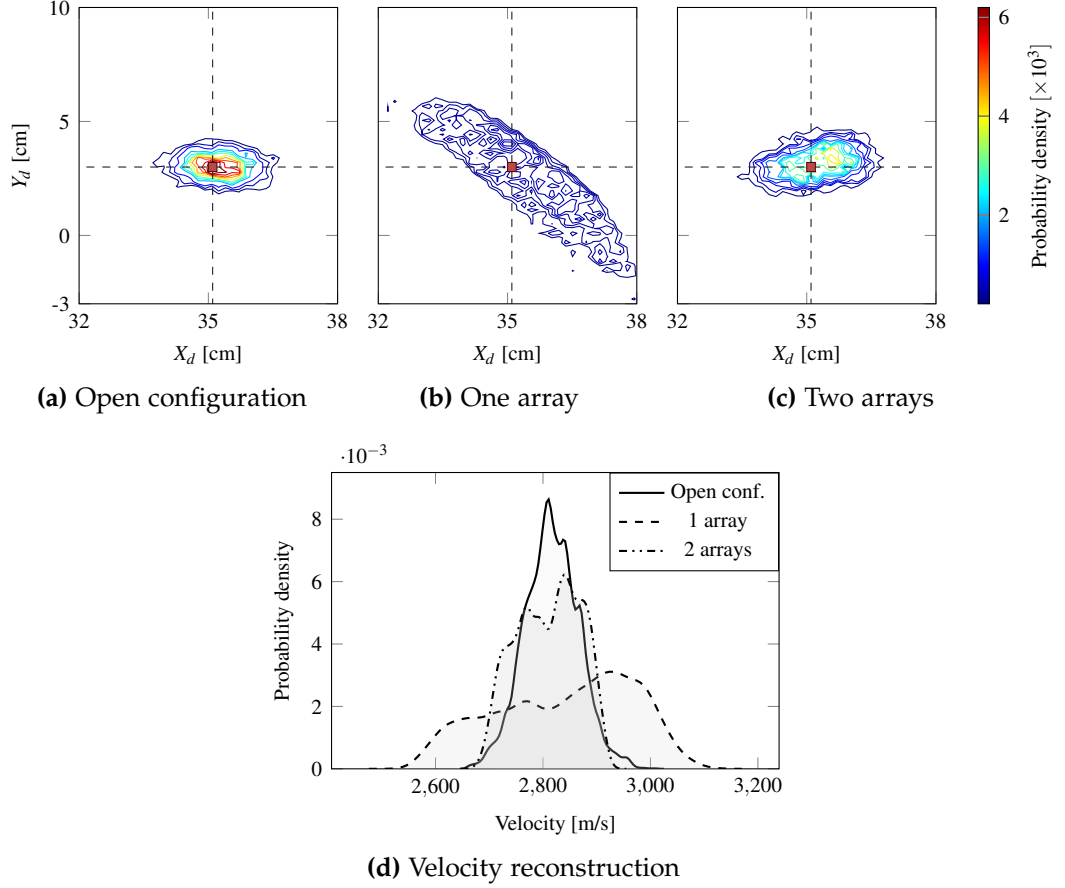 10
5
0
-3
Y_d [cm]
32 35 38
32 35 38
32 35 38
X_d [cm]
X_d [cm]
X_d [cm]
6
4
2
Probability density [×10^3]
(a) Open configuration
(b) One array
(c) Two arrays
·10^−3
8
6
4
2
0
Probability density
Open conf.
1 array
2 arrays
2,600 2,800 3,000 3,200
Velocity [m/s]
(d) Velocity reconstruction